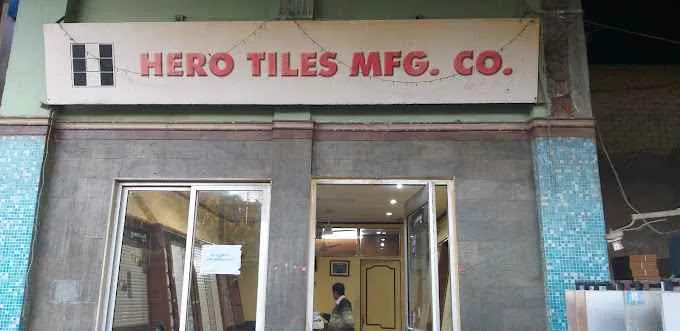 HERO TILES MFG. CO.